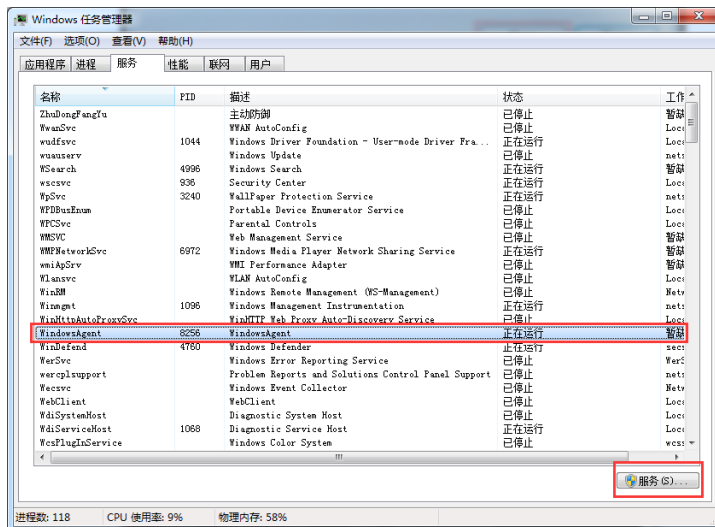 Windows 任务管理器
文件(F) 选项(O) 查看(V) 帮助(H)
应用程序 进程 服务 性能 联网 用户
名称 PID 描述 状态 工作
ZhuDongFangYu 主动防御 已停止 暂缺
WwanSvc WWAN AutoConfig 已停止 Loca
wudfsvc 1044 Windows Driver Foundation - User-mode Driver Fra... 正在运行 Loca
wuauserv Windows Update 已停止 nets
WSearch 4996 Windows Search 正在运行 暂缺
wscsvc 936 Security Center 正在运行 Loca
WpSvc 3240 WallPaper Protection Service 正在运行 nets
WPDBusEnum Portable Device Enumerator Service 已停止 Loca
WPCSvc Parental Controls 已停止 Loca
WMSVC Web Management Service 已停止 暂缺
WMPNetworkSvc 6972 Windows Media Player Network Sharing Service 正在运行 暂缺
wmiApSrv WMI Performance Adapter 已停止 暂缺
Wlansvc WLAN AutoConfig 已停止 Loca
WinRM Windows Remote Management (WS-Management) 已停止 Netw
Winmgmt 1096 Windows Management Instrumentation 正在运行 nets
WinHttpAutoProxySvc WinHTTP Web Proxy Auto-Discovery Service 已停止 Loca
WindowsAgent 8256 WindowsAgent 正在运行 暂缺
WinDefend 4760 Windows Defender 正在运行 secs
WerSvc Windows Error Reporting Service 已停止 WerS
wercplsupport Problem Reports and Solutions Control Panel Support 已停止 nets
Wecsvc Windows Event Collector 已停止 Netw
WebClient WebClient 已停止 Loca
WdiSystemHost Diagnostic System Host 已停止 Loca
WdiServiceHost 1068 Diagnostic Service Host 正在运行 Loca
WcsPlugInService Windows Color System 已停止 wcss
服务(S)...
进程数: 118 CPU 使用率: 9% 物理内存: 58%